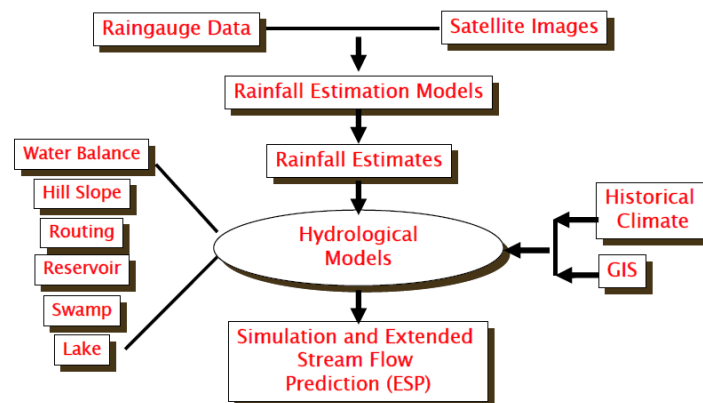 Raingauge Data
Satellite Images
Rainfall Estimation Models
Rainfall Estimates
Water Balance
Hill Slope
Routing
Reservoir
Swamp
Lake
Hydrological
Models
Historical
Climate
GIS
Simulation and Extended
Stream Flow
Prediction (ESP)